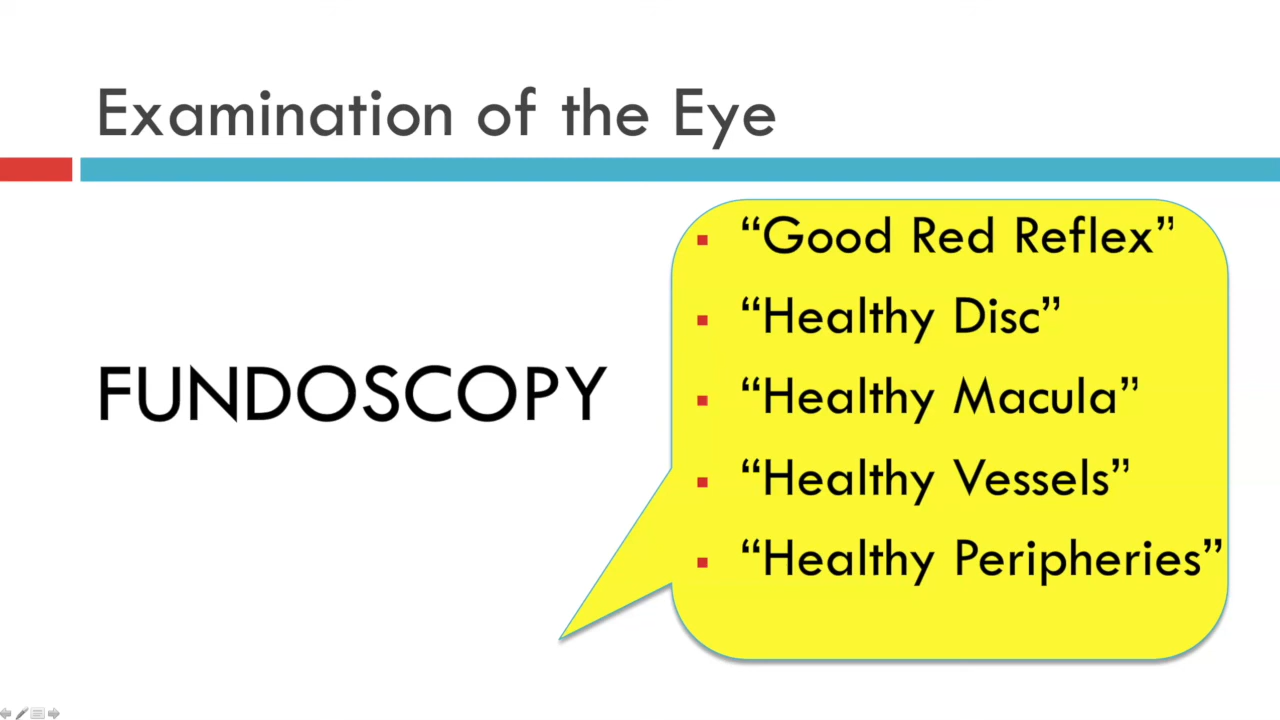 Examination of the Eye
FUNDOSCOPY
“Good Red Reflex”
“Healthy Disc”
“Healthy Macula”
“Healthy Vessels”
“Healthy Peripheries”